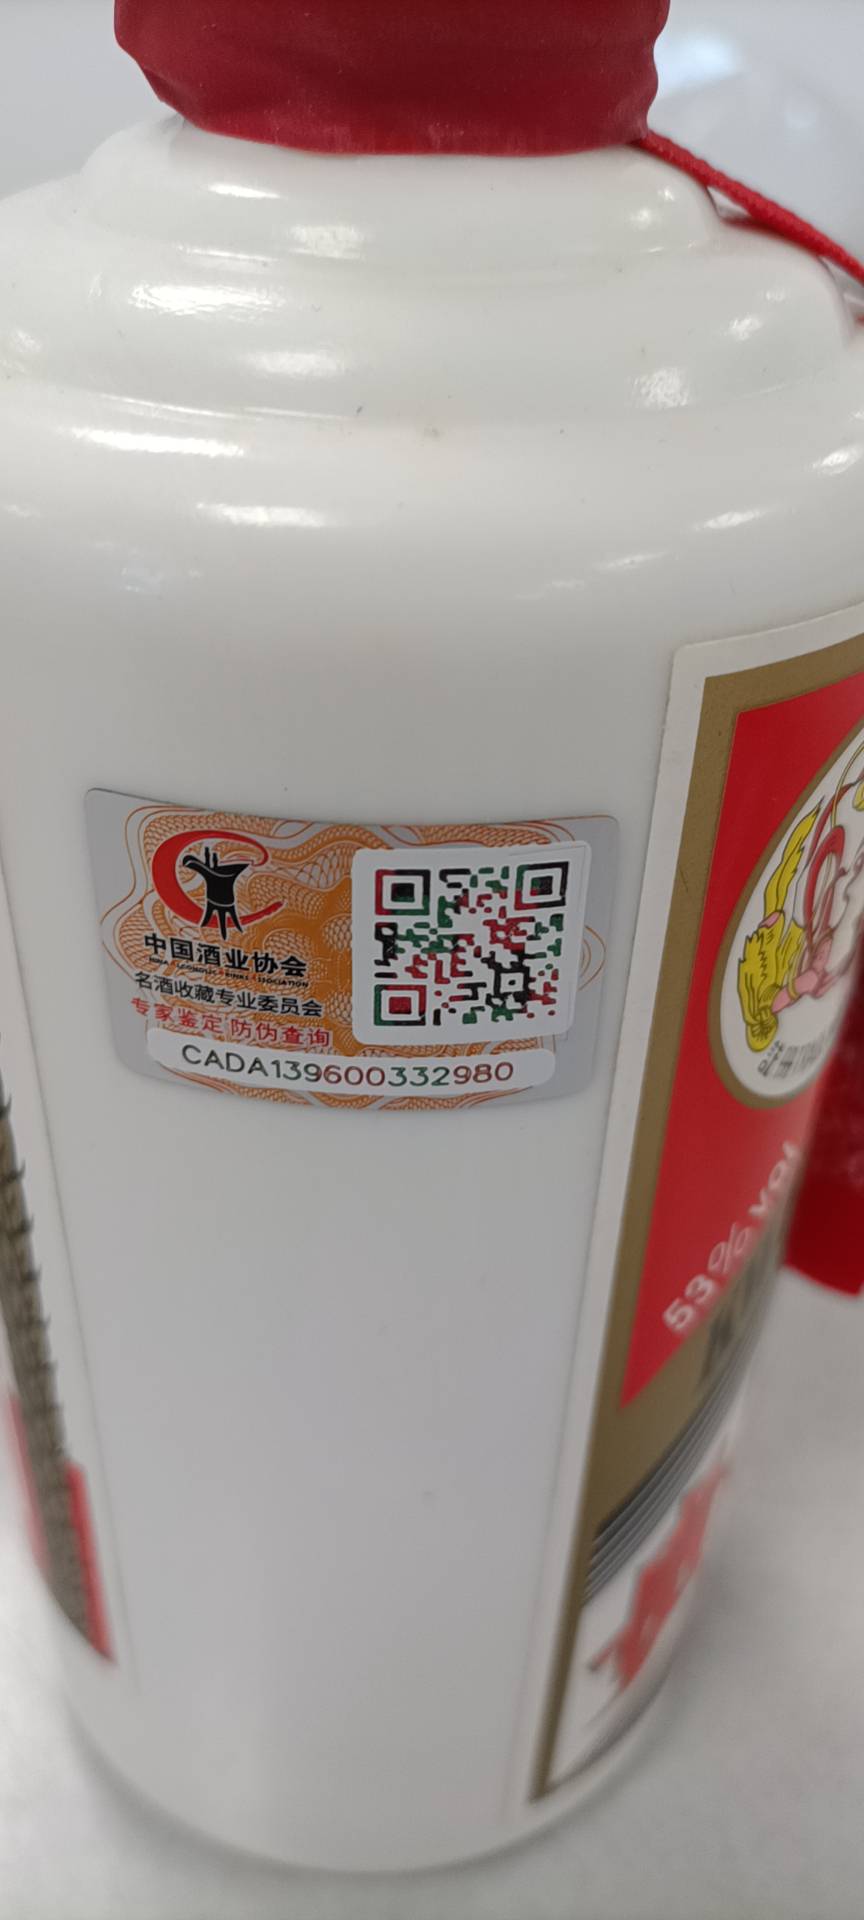 中国酒业协会
名酒收藏专业委员会
专家鉴定 防伪查询
CADA139600332980
53% vol